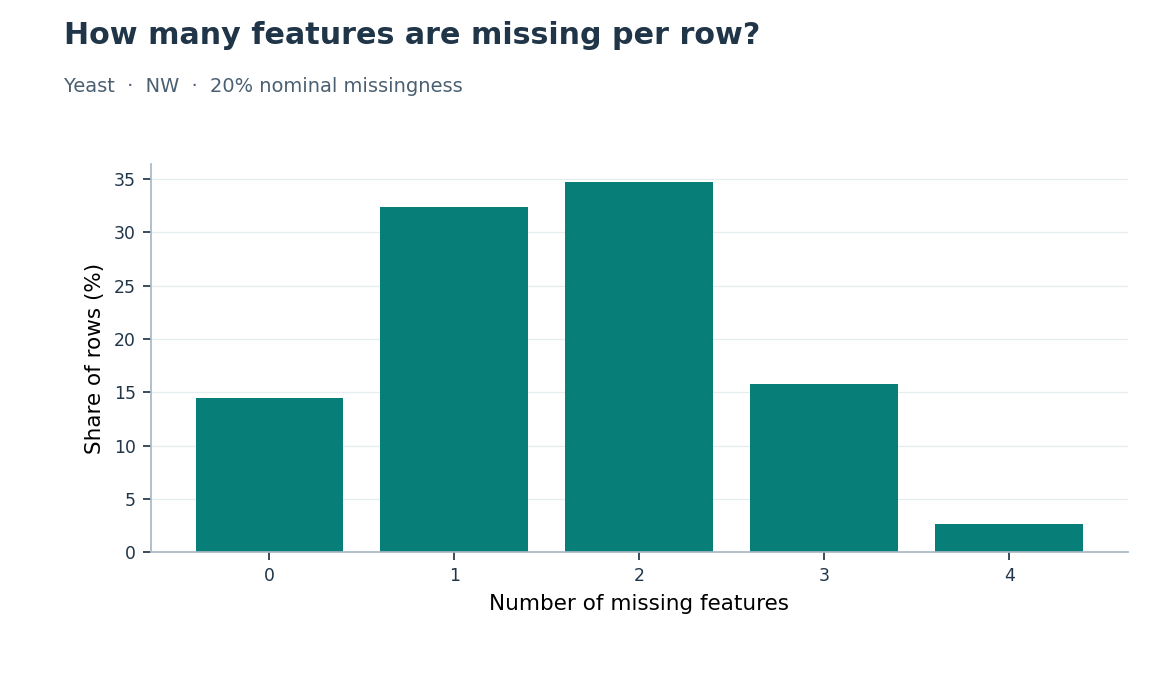 How many features are missing per row?
Yeast · NW · 20% nominal missingness
35
30
25
20
15
10
5
0
Share of rows (%)
0 1 2 3 4
Number of missing features